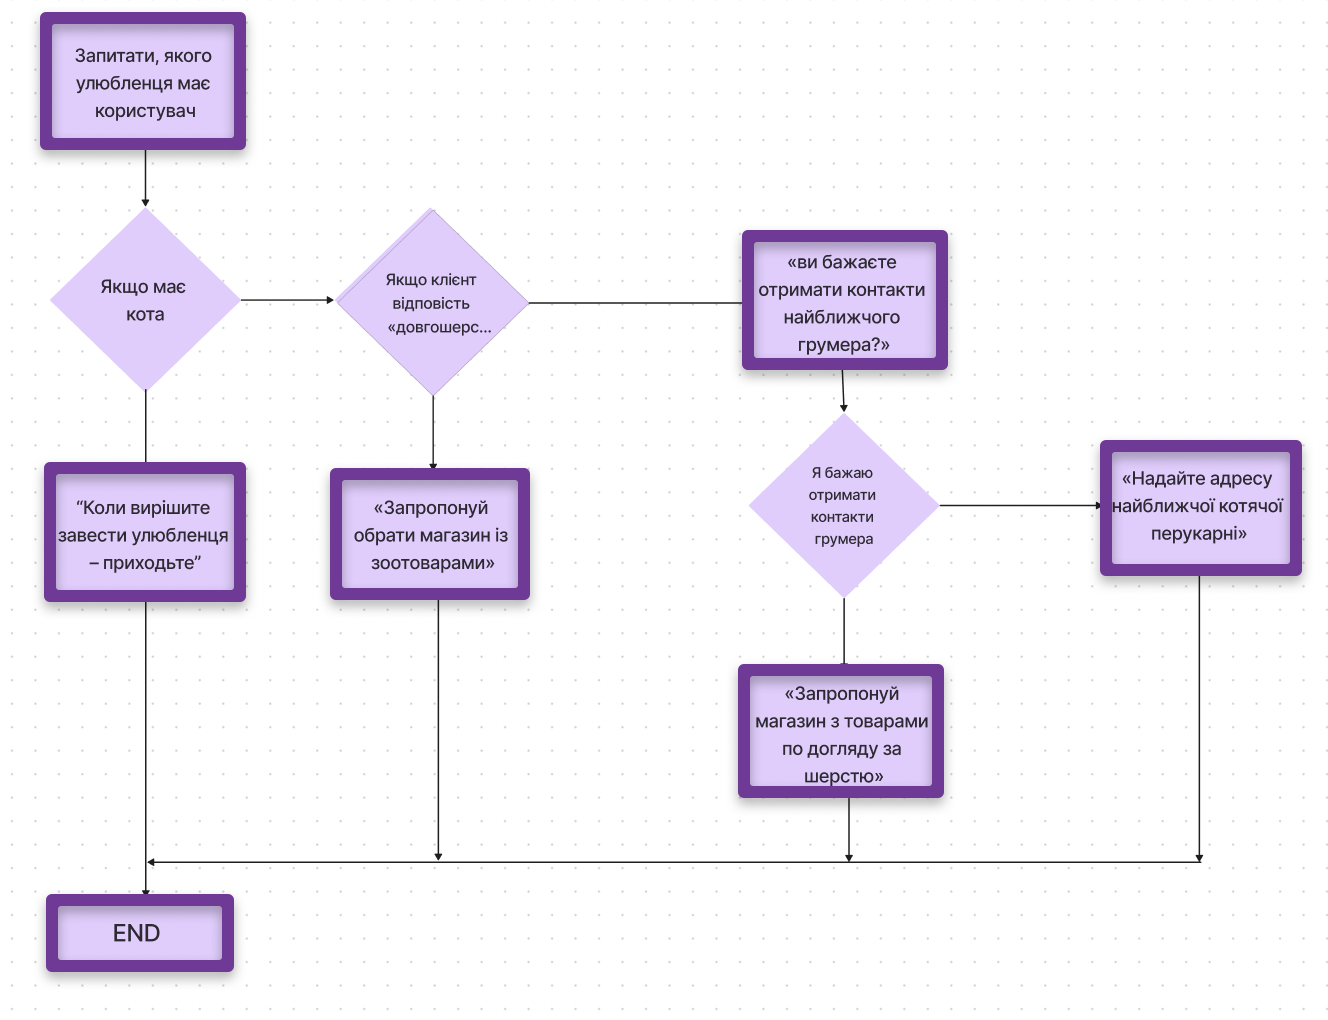 Запитати, якого
улюбленця має
користувач
Якщо має
кота
Якщо клієнт
відповість
«довгошерс...
«ви бажаєте
отримати контакти
найближчого
грумера?»
“Коли вирішите
завести улюбленця
– приходьте”
«Запропонуй
обрати магазин із
зоотоварами»
Я бажаю
отримати
контакти
грумера
«Надайте адресу
найближчої котячої
перукарні»
«Запропонуй
магазин з товарами
по догляду за
шерстю»
END